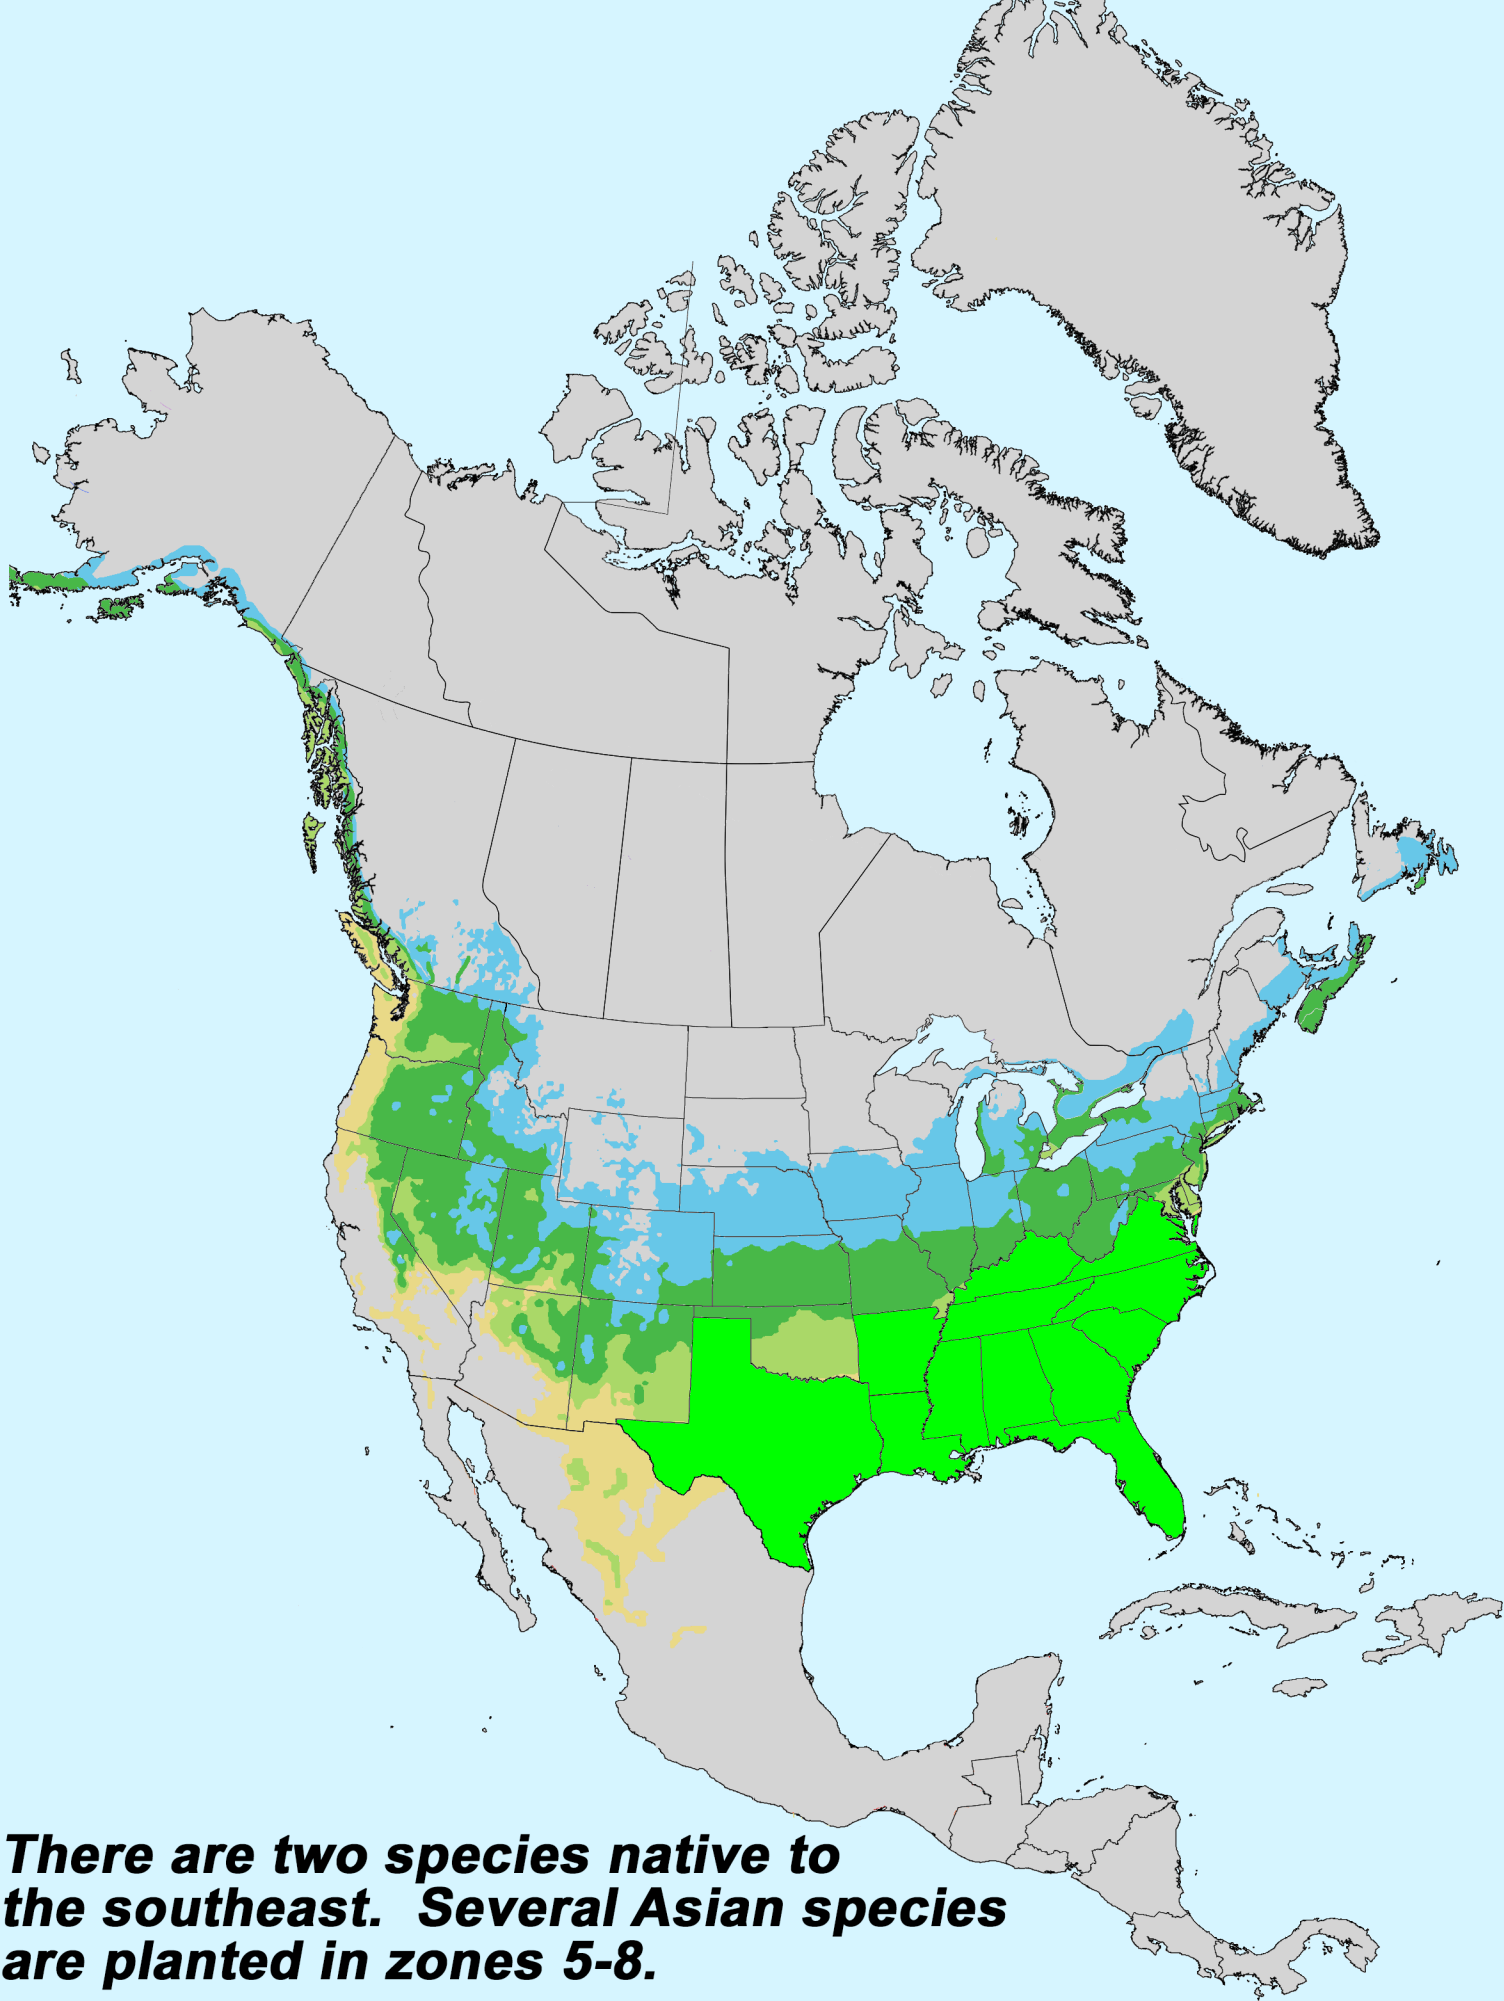 There are two species native to
the southeast.  Several Asian species
are planted in zones 5-8.